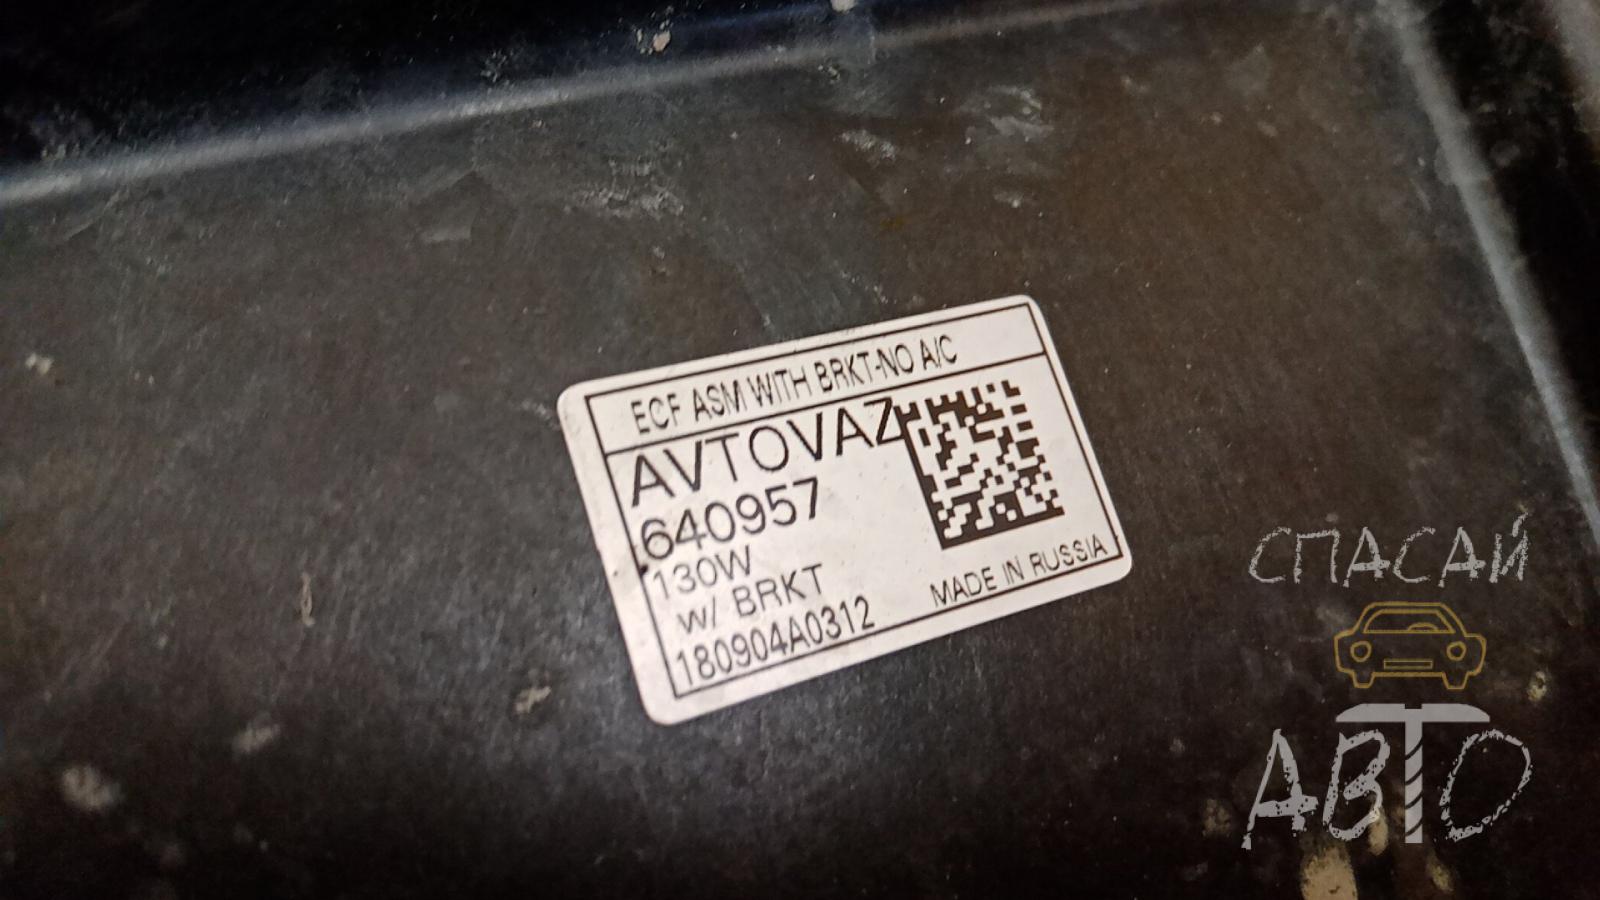 ECF ASM WITH BRKT-NO A/C
AVTOVAZ
640957
130W
w/ BRKT
180904A0312
MADE IN RUSSIA
СПАСАЙ
АВТО